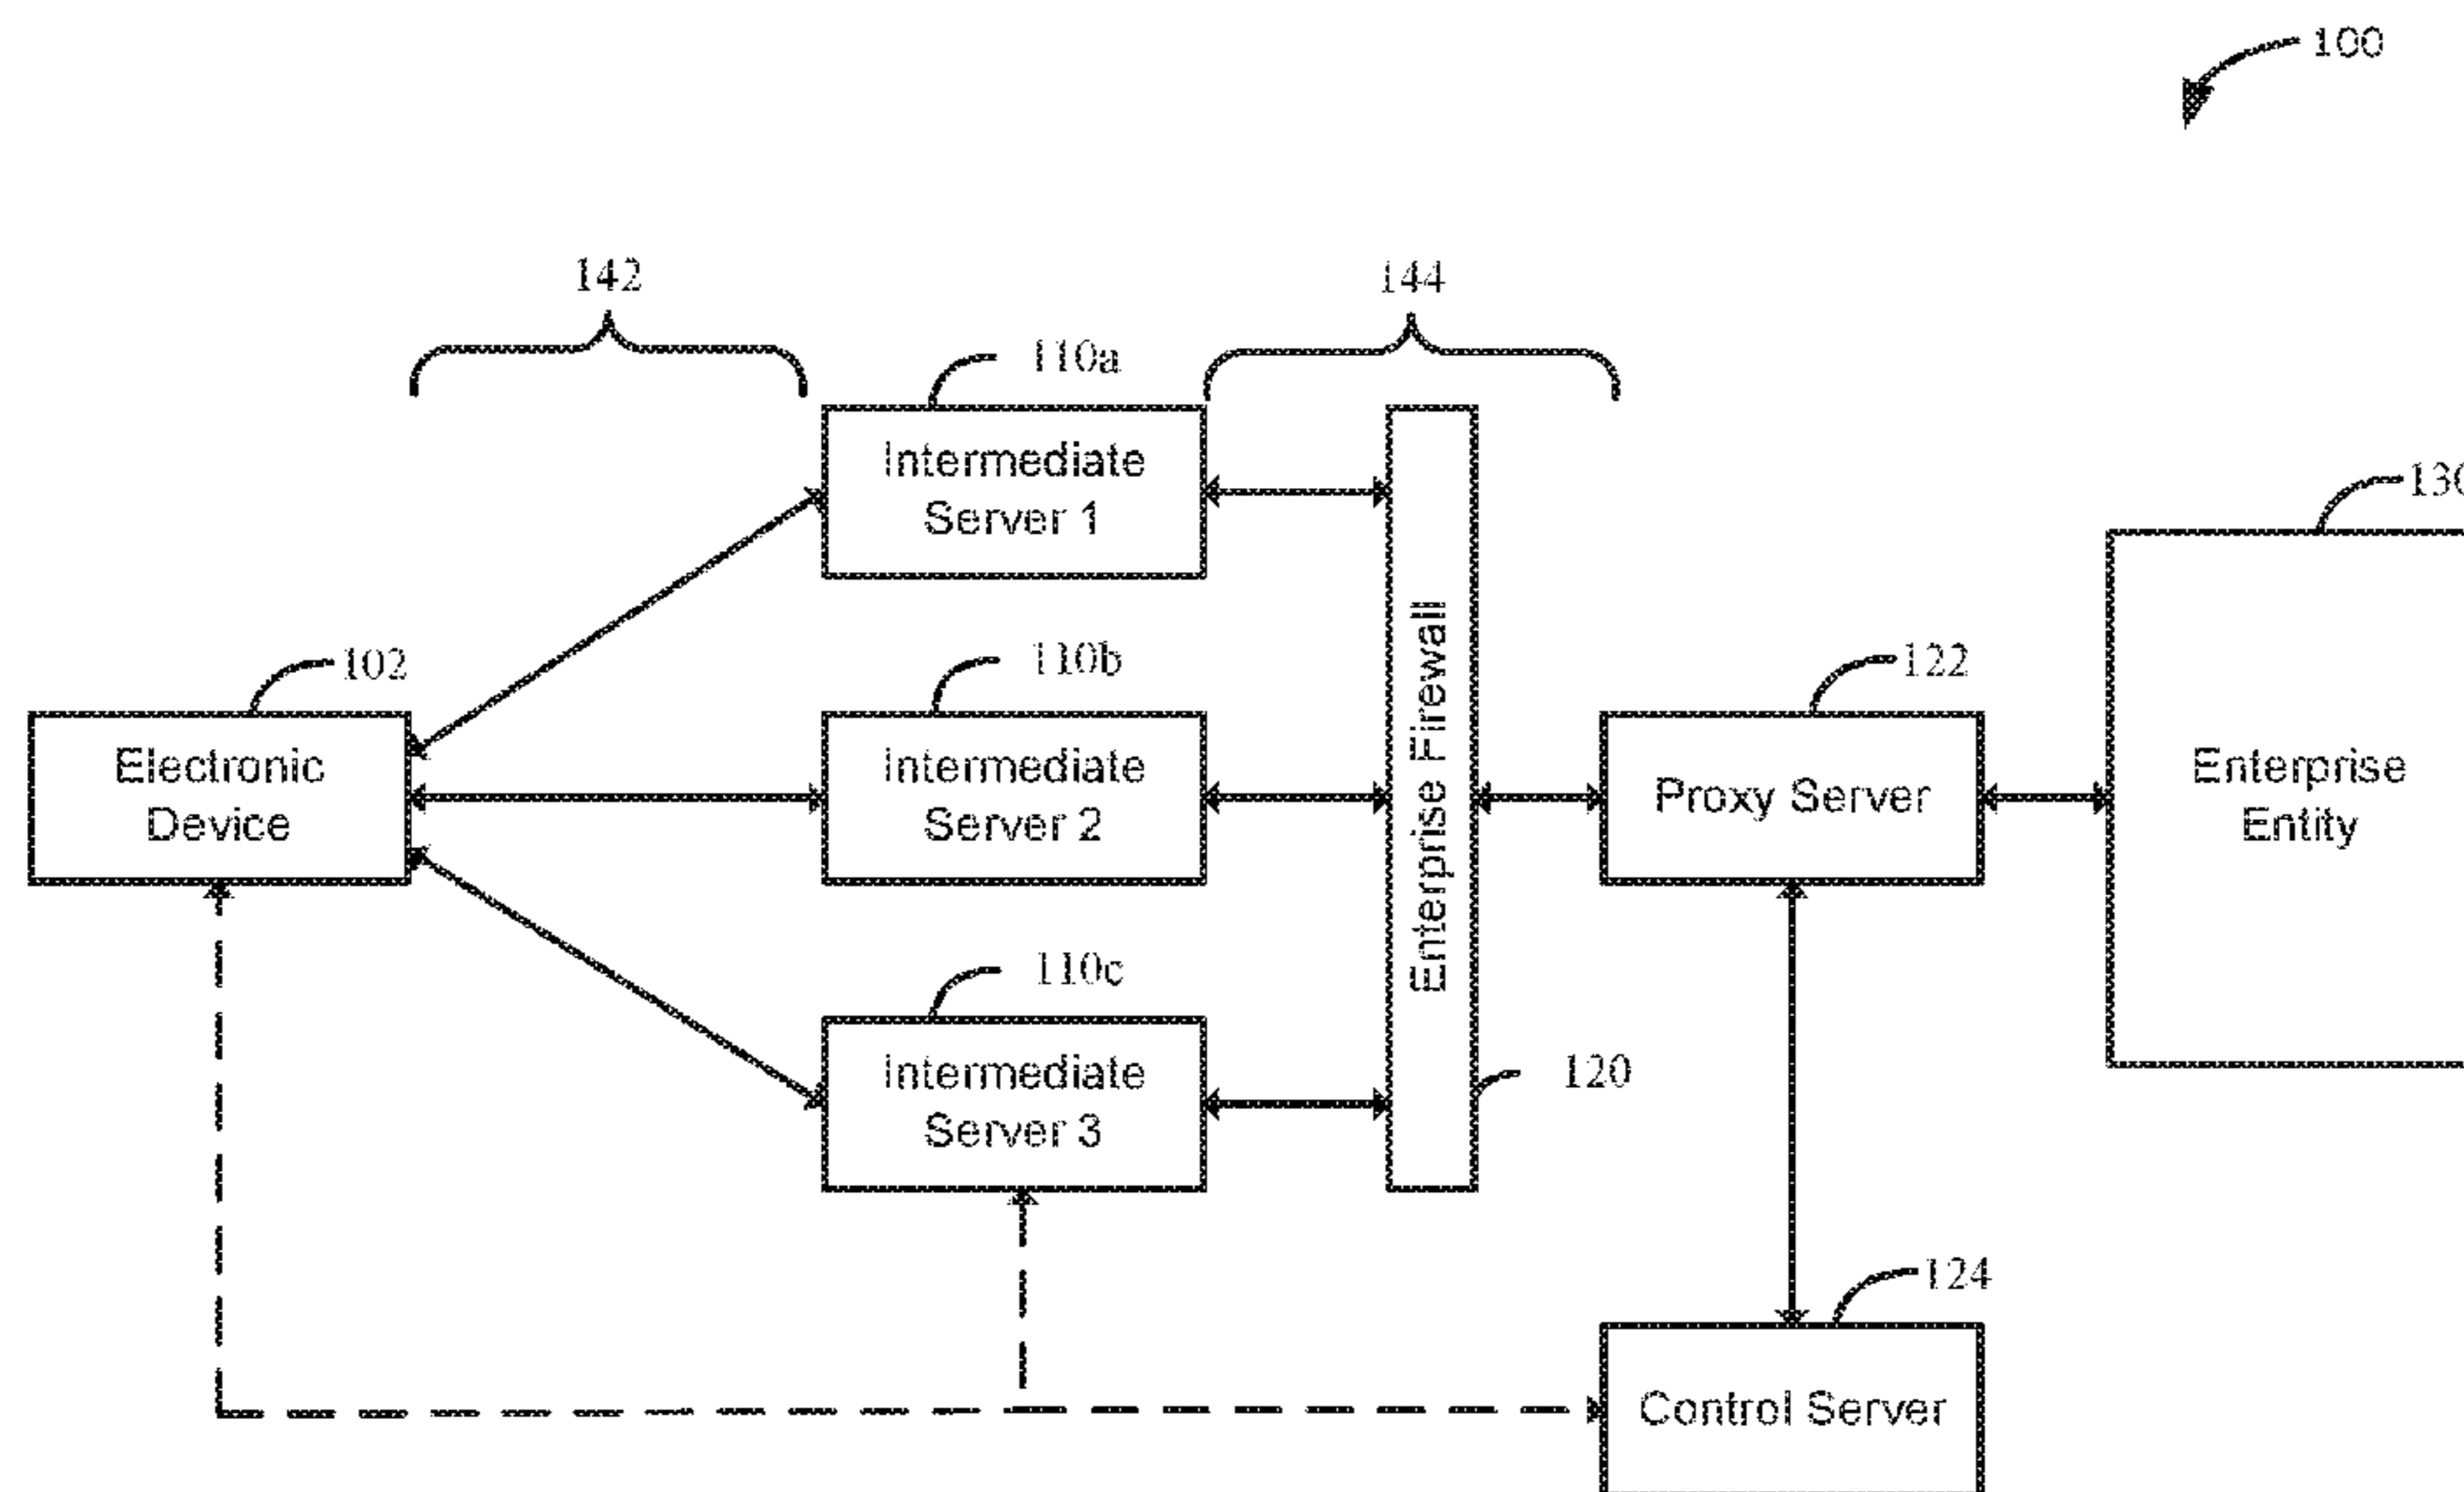 100
142
144
110a
Intermediate
Server 1
130
102
110b
122
Electronic
Device
Intermediate
Server 2
Enterprise Firewall
Proxy Server
Enterprise
Entity
110c
Intermediate
Server 3
120
124
Control Server